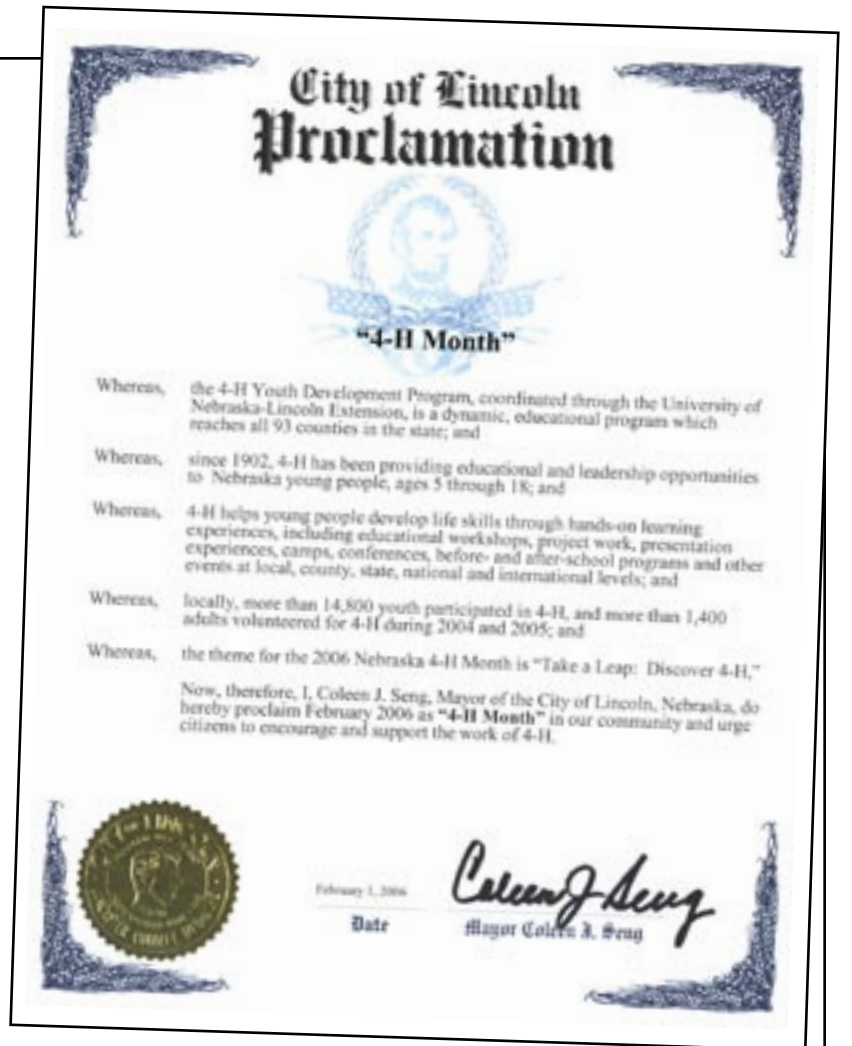 City of Lincoln
Proclamation
“4-H Month”
Whereas, the 4-H Youth Development Program, coordinated through the University of
Nebraska-Lincoln Extension, is a dynamic, educational program which
reaches all 93 counties in the state; and
Whereas, since 1902, 4-H has been providing educational and leadership opportunities
to Nebraska young people, ages 5 through 18; and
Whereas, 4-H helps young people develop life skills through hands-on learning
experiences, including educational workshops, project work, presentation
experiences, camps, conferences, before- and after-school programs and other
events at local, county, state, national and international levels; and
Whereas, locally, more than 14,800 youth participated in 4-H, and more than 1,400
adults volunteered for 4-H during 2004 and 2005; and
Whereas, the theme for the 2006 Nebraska 4-H Month is “Take a Leap: Discover 4-H,”
Now, therefore, I, Coleen J. Seng, Mayor of the City of Lincoln, Nebraska, do
hereby proclaim February 2006 as “4-H Month” in our community and urge
citizens to encourage and support the work of 4-H.
February 1, 2006
Coleen J Seng
Date
Mayor Coleen J. Seng